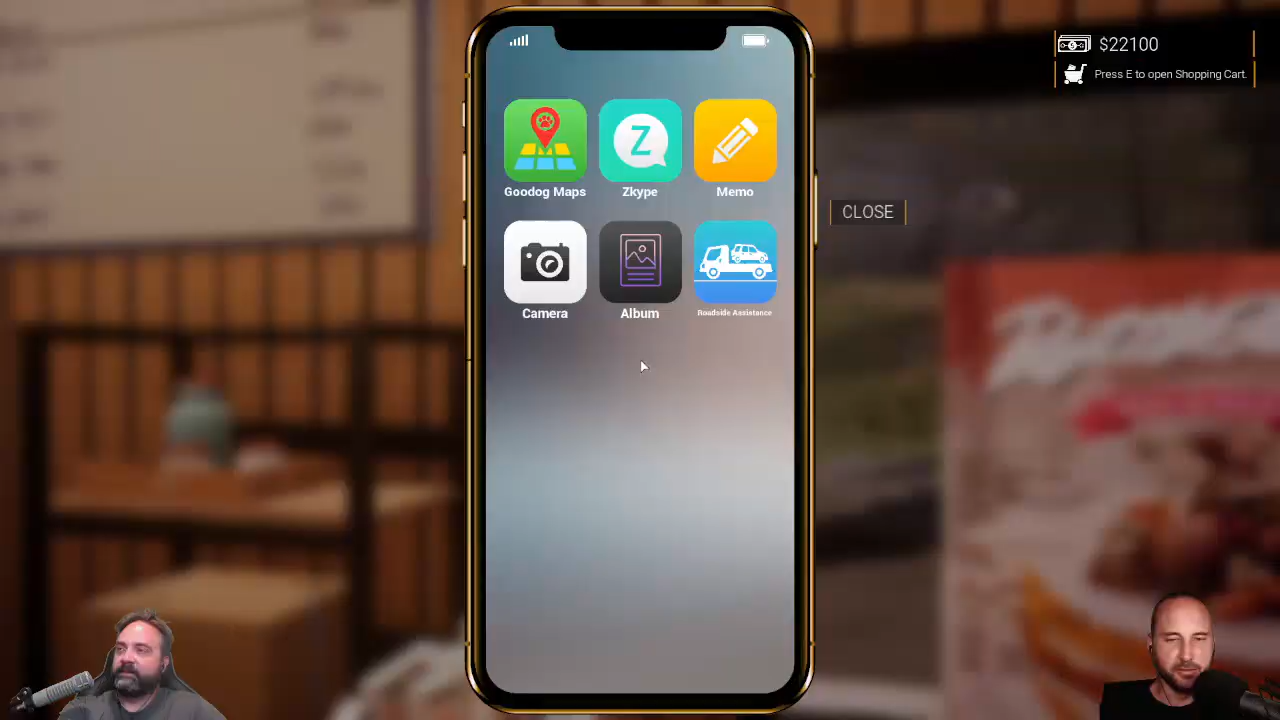 $22100
Press E to open Shopping Cart.
Goodog Maps
Z
Zkype
Memo
CLOSE
Camera
Album
Roadside Assistance